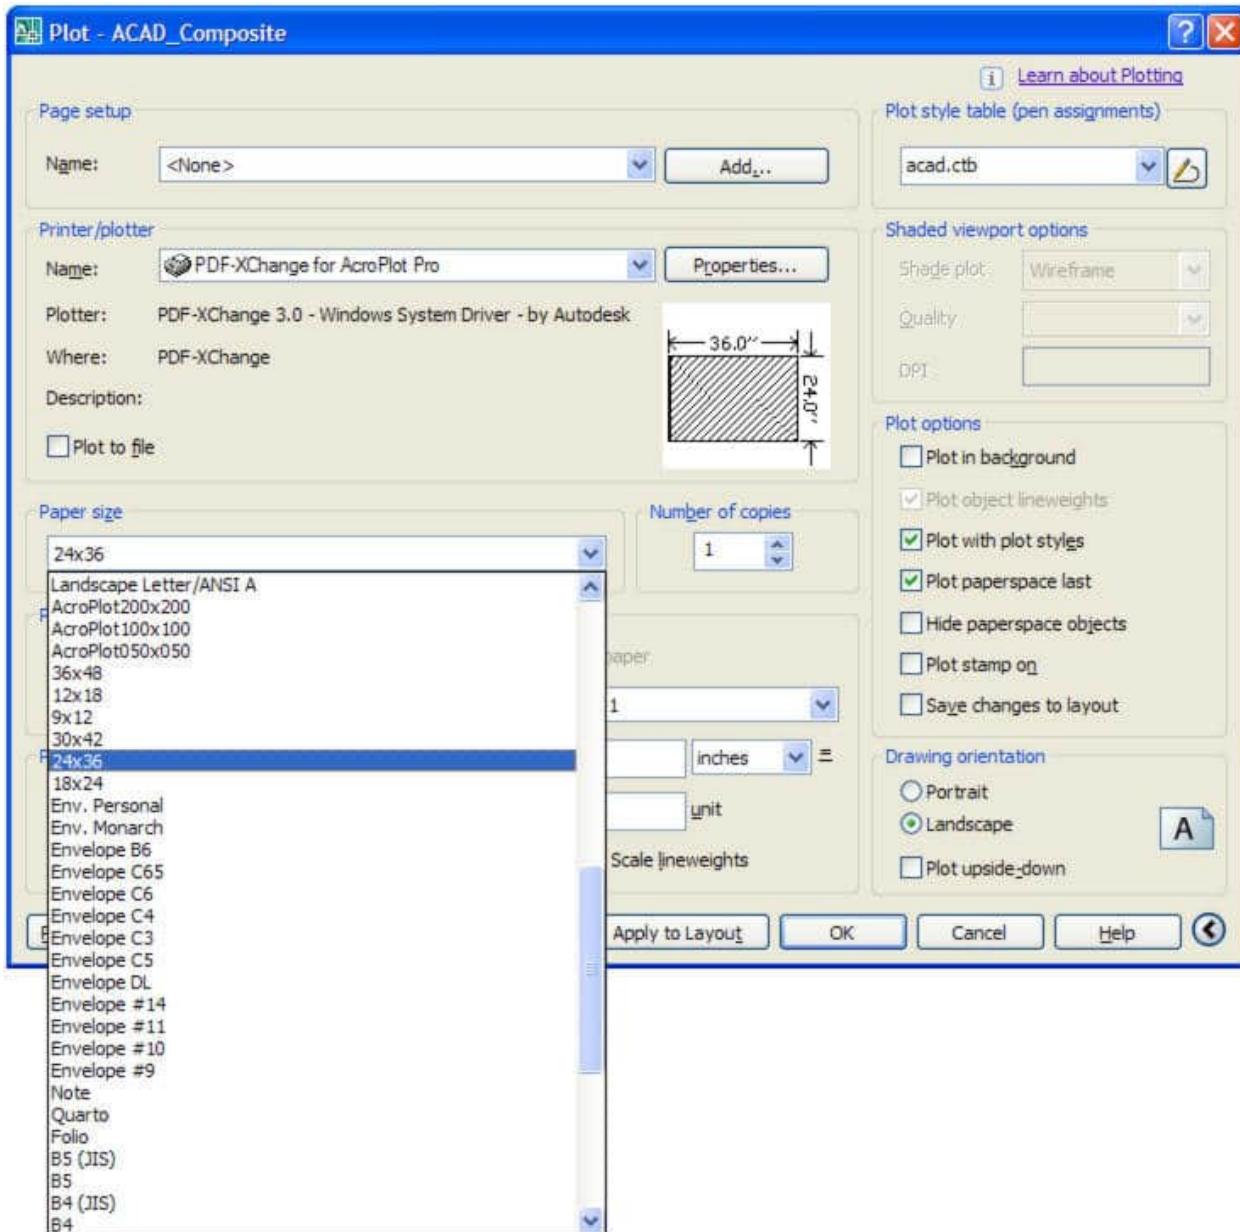 Plot - ACAD_Composite
Learn about Plotting
Page setup
Name: <None> Add...
Plot style table (pen assignments)
acad.ctb
Printer/plotter
Name: PDF-XChange for AcroPlot Pro Properties...
Plotter: PDF-XChange 3.0 - Windows System Driver - by Autodesk
Where: PDF-XChange
Description:
Plot to file
36.0''
24.0''
Shaded viewport options
Shade plot Wireframe
Quality
DPI
Paper size
24x36
Number of copies
1
Landscape Letter/ANSI A
AcroPlot200x200
AcroPlot100x100
AcroPlot050x050
36x48
12x18
9x12
30x42
24x36
18x24
Env. Personal
Env. Monarch
Envelope B6
Envelope C65
Envelope C6
Envelope C4
Envelope C3
Envelope C5
Envelope DL
Envelope #14
Envelope #11
Envelope #10
Envelope #9
Note
Quarto
Folio
B5 (JIS)
B5
B4 (JIS)
B4
paper
1
inches =
unit
Scale lineweights
Plot options
Plot in background
Plot object lineweights
Plot with plot styles
Plot paperspace last
Hide paperspace objects
Plot stamp on
Save changes to layout
Drawing orientation
Portrait
Landscape
A
Plot upside-down
Apply to Layout OK Cancel Help